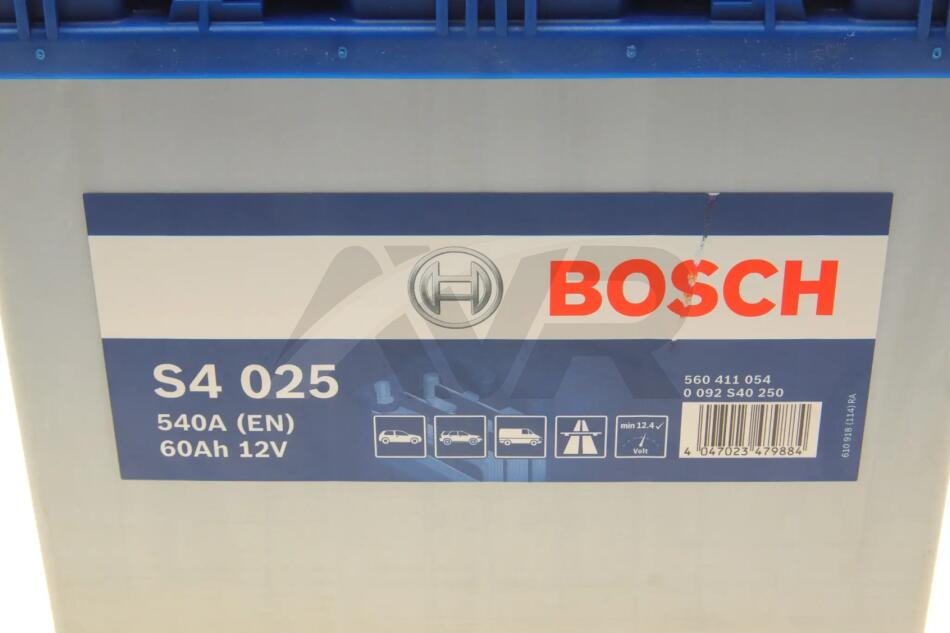 BOSCH
S4 025
540A (EN)
60Ah 12V
min 12.4 ✓
Volt
560 411 054
0 092 S40 250
4 047023 479884
610 918 (114) RA
AVR